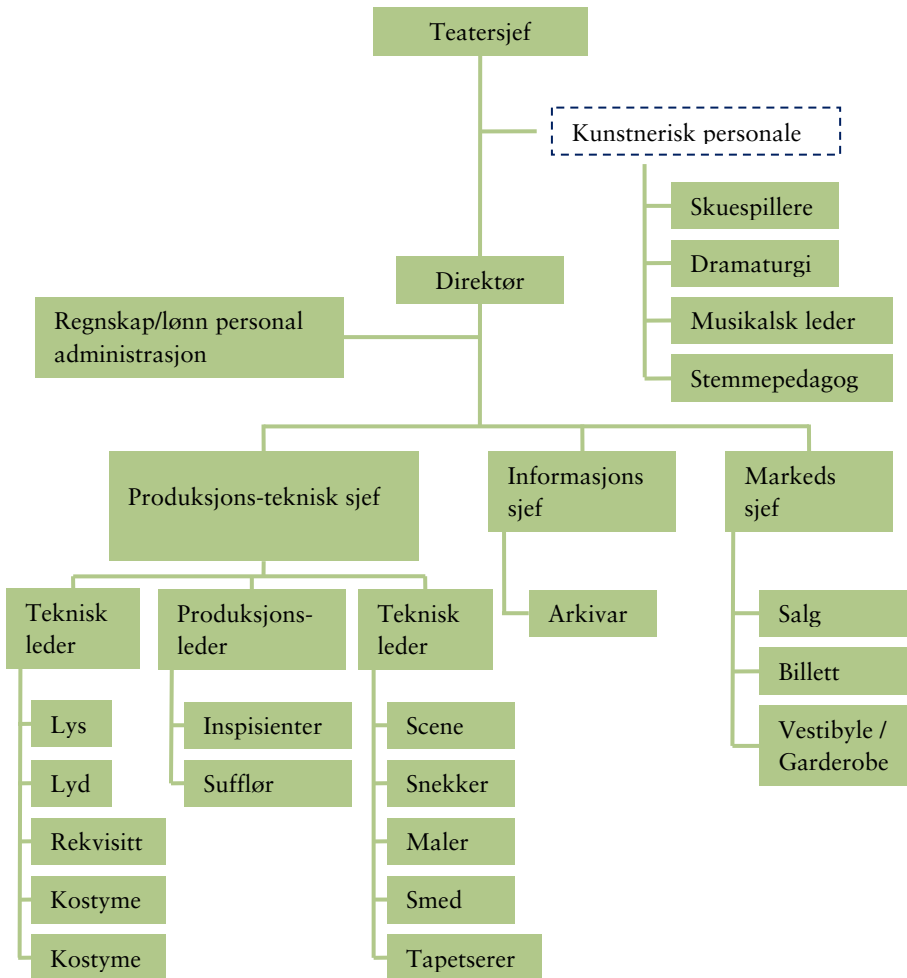 Teatersjef
Kunstnerisk personale
Skuespillere
Dramaturgi
Musikalsk leder
Stemmepedagog
Direktør
Regnskap/lønn personal
administrasjon
Produksjons-teknisk sjef
Informasjons
sjef
Markeds
sjef
Teknisk
leder
Lys
Lyd
Rekvisitt
Kostyme
Kostyme
Produksjons-
leder
Inspisienter
Sufflør
Teknisk
leder
Scene
Snekker
Maler
Smed
Tapetserer
Arkivar
Salg
Billett
Vestibyle /
Garderobe